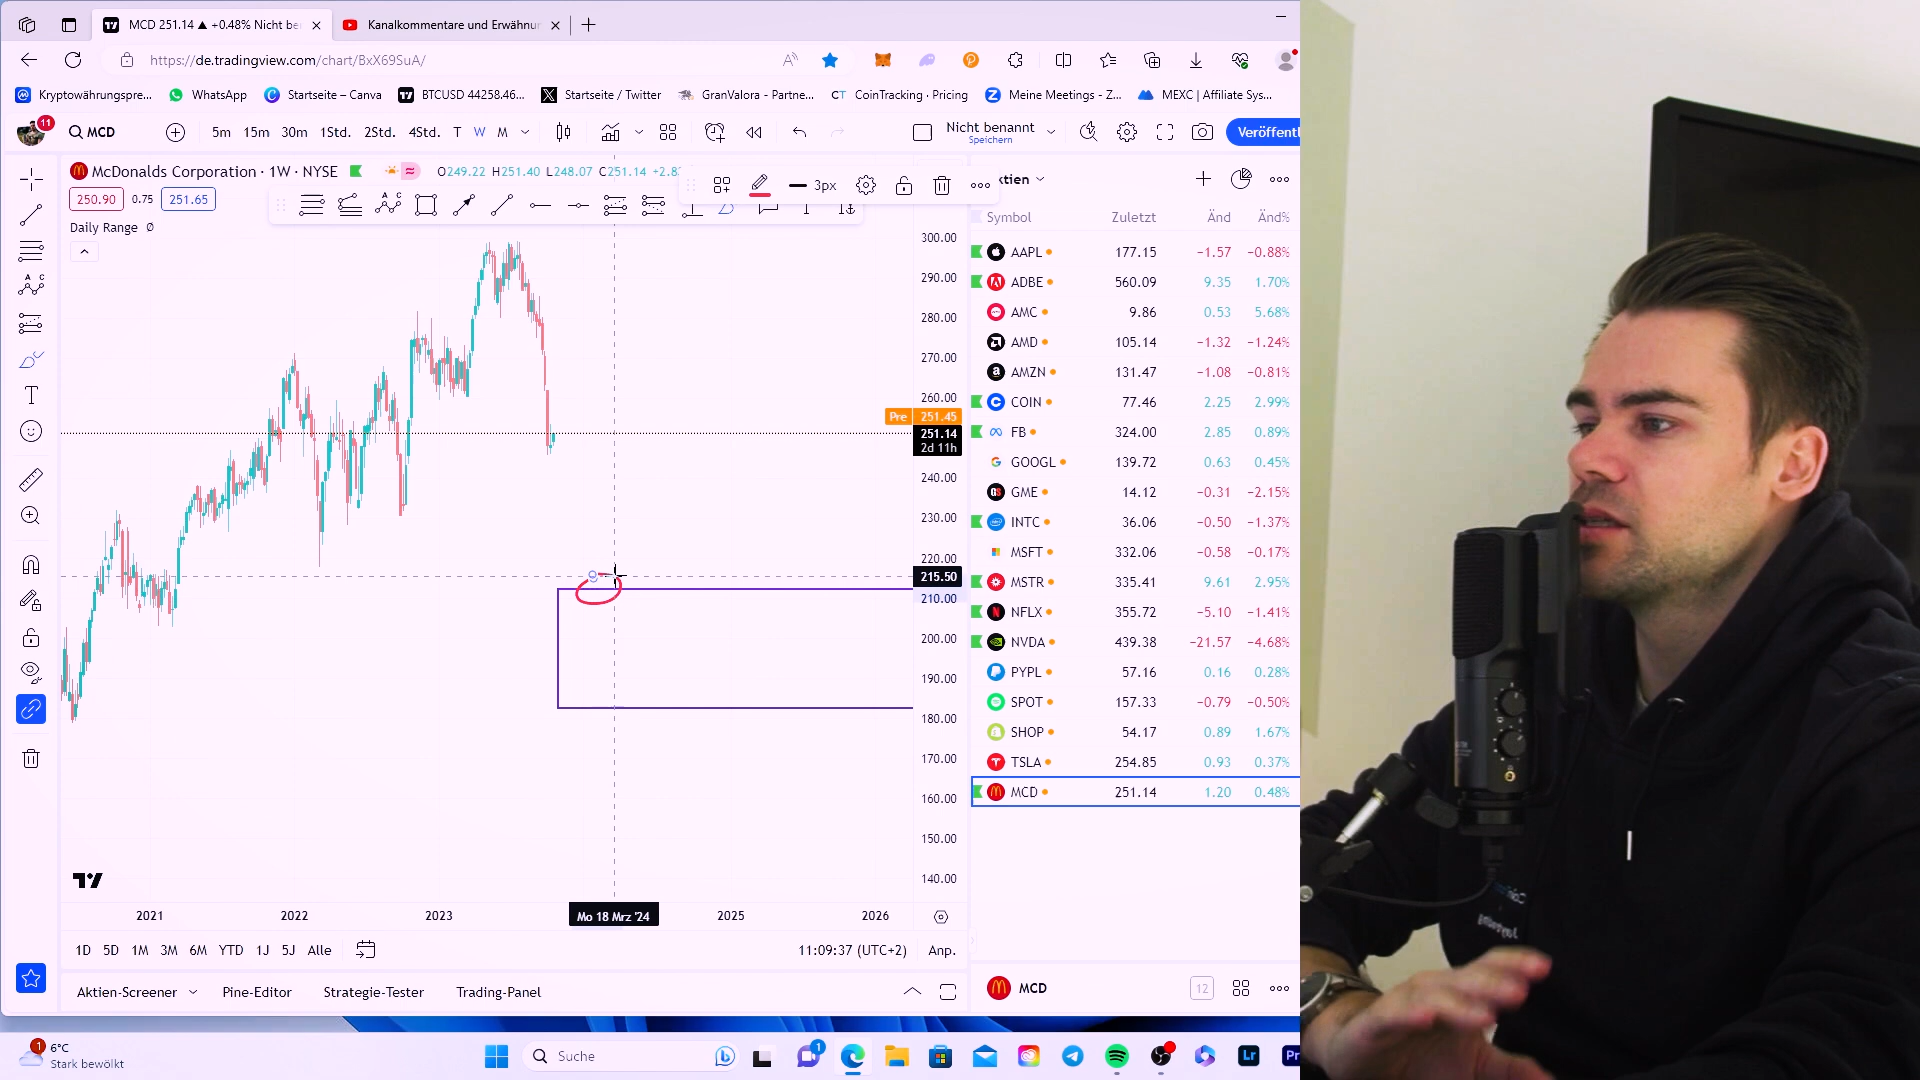 MCD 251.14 ▲ +0.48% Nicht be
Kanalkommentare und Erwähnun
https://de.tradingview.com/chart/BxX69SuA/
Kryptowährungspre...
WhatsApp
Startseite – Canva
BTCUSD 44258.46...
Startseite / Twitter
GranValora - Partne...
CoinTracking · Pricing
Meine Meetings - Z...
MEXC | Affiliate Sys...
11
MCD
5m 15m 30m 1Std. 2Std. 4Std. T W M
Nicht benannt
Speichern
Veröffentl
McDonalds Corporation · 1W · NYSE
O249.22 H251.40 L248.07 C251.14 +2.8
3px
250.90 0.75 251.65
Daily Range Ø
300.00
290.00
280.00
270.00
260.00
Pre 251.45
251.14
2d 11h
240.00
230.00
220.00
215.50
210.00
200.00
190.00
180.00
170.00
160.00
150.00
140.00
2021 2022 2023 Mo 18 Mrz '24 2025 2026
1D 5D 1M 3M 6M YTD 1J 5J Alle
11:09:37 (UTC+2) Anp.
Aktien-Screener Pine-Editor Strategie-Tester Trading-Panel
ktien
Symbol Zuletzt Änd Änd%
AAPL 177.15 −1.57 −0.88%
ADBE 560.09 9.35 1.70%
AMC 9.86 0.53 5.68%
AMD 105.14 −1.32 −1.24%
AMZN 131.47 −1.08 −0.81%
COIN 77.46 2.25 2.99%
FB 324.00 2.85 0.89%
GOOGL 139.72 0.63 0.45%
GME 14.12 −0.31 −2.15%
INTC 36.06 −0.50 −1.37%
MSFT 332.06 −0.58 −0.17%
MSTR 335.41 9.61 2.95%
NFLX 355.72 −5.10 −1.41%
NVDA 439.38 −21.57 −4.68%
PYPL 57.16 0.16 0.28%
SPOT 157.33 −0.79 −0.50%
SHOP 54.17 0.89 1.67%
TSLA 254.85 0.93 0.37%
MCD 251.14 1.20 0.48%
MCD
12
1
6°C
Stark bewölkt
Suche
1
Lr
Pr